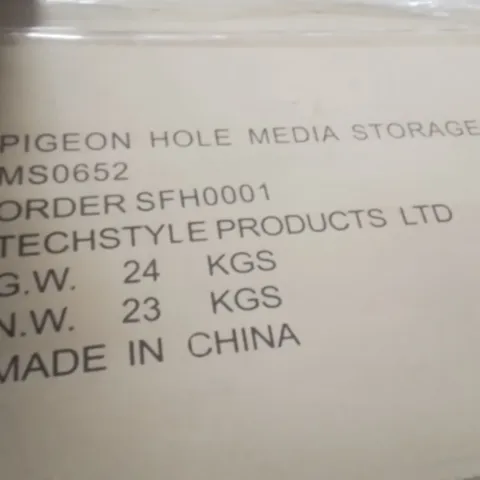 PIGEON HOLE MEDIA STORAGE
MS0652
ORDER SFH0001
TECHSTYLE PRODUCTS LTD
G.W. 24 KGS
N.W. 23 KGS
MADE IN CHINA